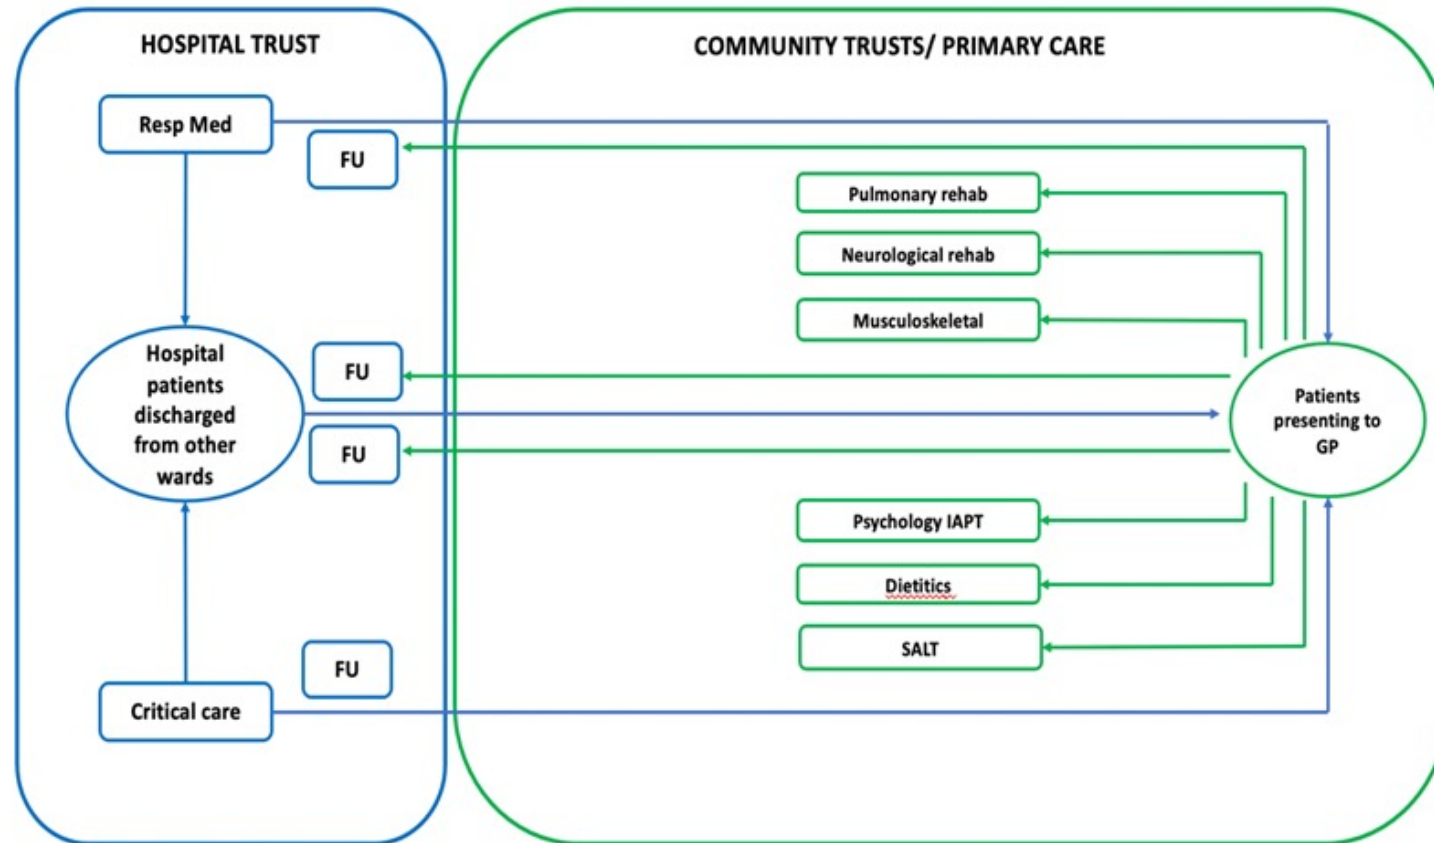 HOSPITAL TRUST
COMMUNITY TRUSTS/ PRIMARY CARE
Resp Med
FU
Pulmonary rehab
Neurological rehab
Musculoskeletal
Hospital
patients
discharged
from other
wards
FU
FU
Patients
presenting to
GP
Psychology IAPT
Dietitics
SALT
FU
Critical care